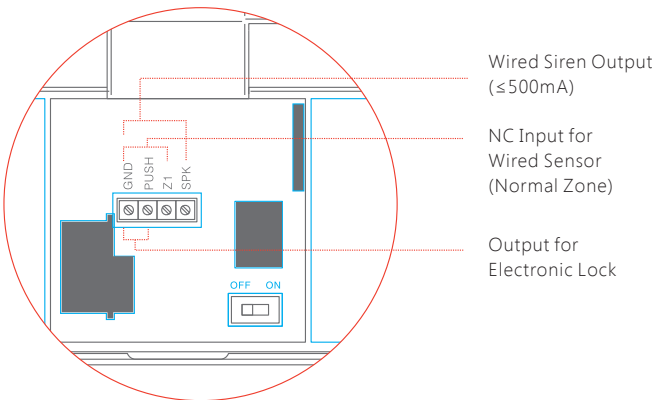 Wired Siren Output
(≤500mA)
NC Input for
Wired Sensor
(Normal Zone)
Output for
Electronic Lock
GND
PUSH
Z1
SPK
OFF ON